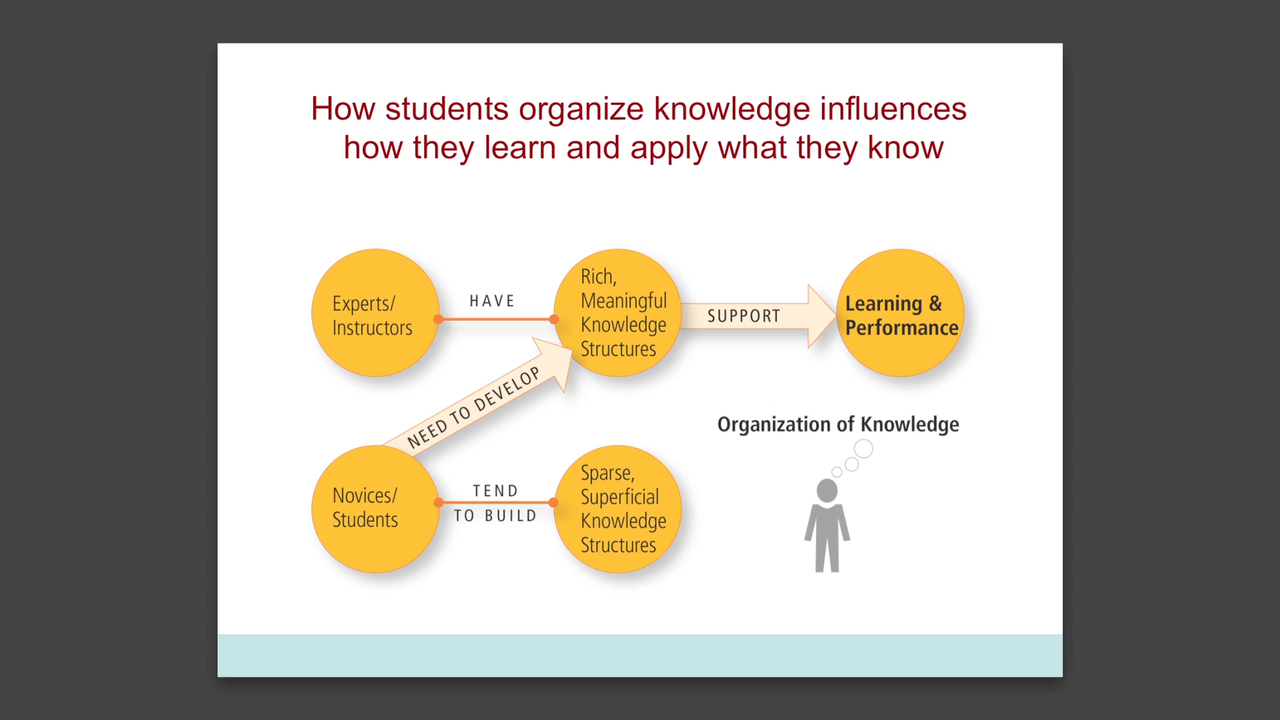 How students organize knowledge influences
how they learn and apply what they know
Experts/
Instructors
HAVE
Rich,
Meaningful
Knowledge
Structures
SUPPORT
Learning &
Performance
NEED TO DEVELOP
Novices/
Students
TEND
TO BUILD
Sparse,
Superficial
Knowledge
Structures
Organization of Knowledge